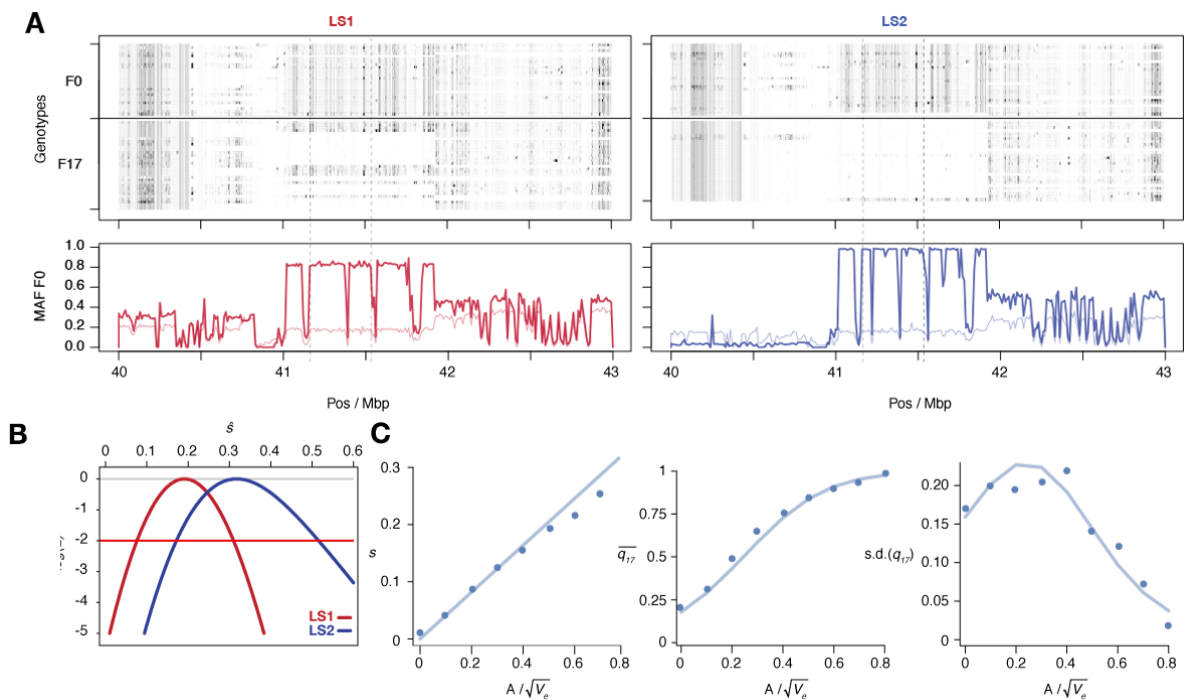 A
LS1
LS2
Genotypes
F0
F17
MAF F0
1.0
0.8
0.6
0.4
0.2
0.0
40 41 42 43
40 41 42 43
Pos / Mbp
Pos / Mbp
B
ŝ
0 0.1 0.2 0.3 0.4 0.5 0.6
0
-1
-2
-3
-4
-5
LS1
LS2
C
s
0.3
0.2
0.1
0
0 0.2 0.4 0.6 0.8
A / √Ve
q17
1
0.75
0.5
0.25
0
0 0.2 0.4 0.6 0.8
A / √Ve
s.d.(q17)
0.20
0.15
0.10
0.05
0
0 0.2 0.4 0.6 0.8
A / √Ve